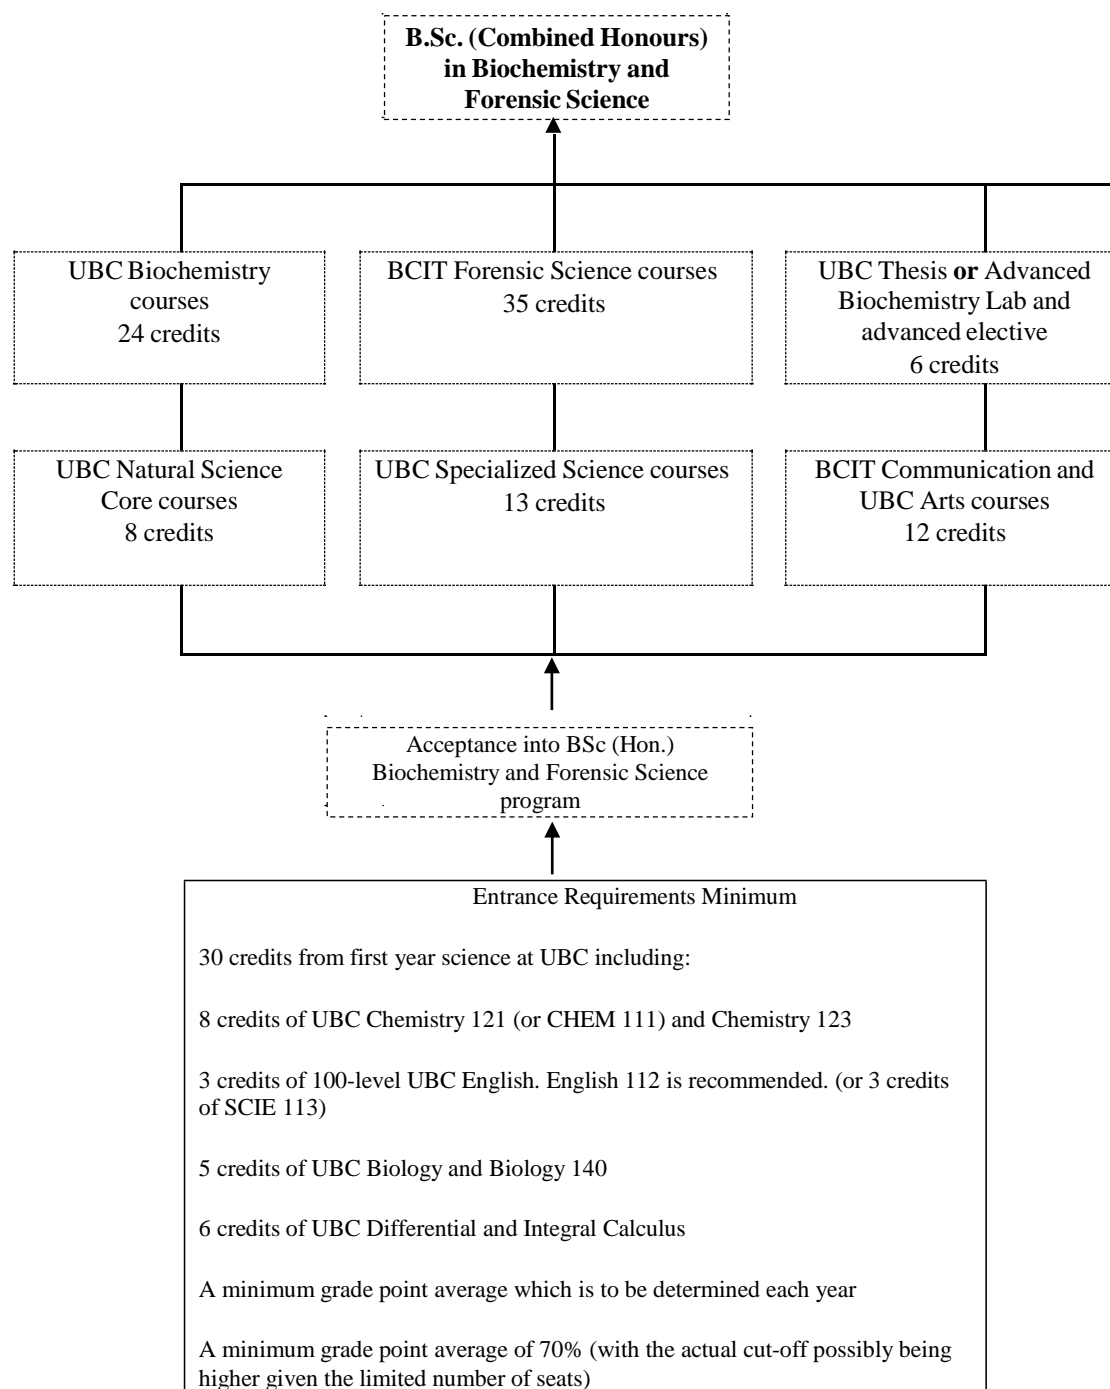 B.Sc. (Combined Honours)
in Biochemistry and
Forensic Science
UBC Biochemistry
courses
24 credits
BCIT Forensic Science courses
35 credits
UBC Thesis or Advanced
Biochemistry Lab and
advanced elective
6 credits
UBC Natural Science
Core courses
8 credits
UBC Specialized Science courses
13 credits
BCIT Communication and
UBC Arts courses
12 credits
Acceptance into BSc (Hon.)
Biochemistry and Forensic Science
program
Entrance Requirements Minimum
30 credits from first year science at UBC including:
8 credits of UBC Chemistry 121 (or CHEM 111) and Chemistry 123
3 credits of 100-level UBC English. English 112 is recommended. (or 3 credits
of SCIE 113)
5 credits of UBC Biology and Biology 140
6 credits of UBC Differential and Integral Calculus
A minimum grade point average which is to be determined each year
A minimum grade point average of 70% (with the actual cut-off possibly being
higher given the limited number of seats)